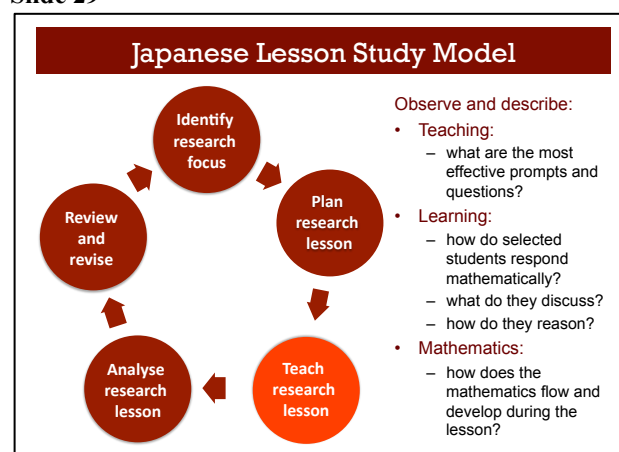 Slide 29
Japanese Lesson Study Model
Identify
research
focus
Plan
research
lesson
Teach
research
lesson
Analyse
research
lesson
Review
and
revise
Observe and describe:
• Teaching:
– what are the most
effective prompts and
questions?
• Learning:
– how do selected
students respond
mathematically?
– what do they discuss?
– how do they reason?
• Mathematics:
– how does the
mathematics flow and
develop during the
lesson?